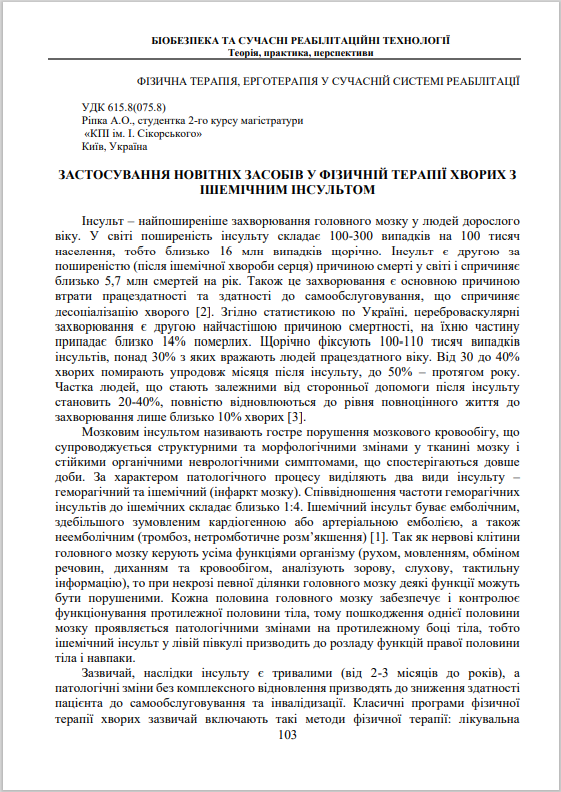 БІОБЕЗПЕКА ТА СУЧАСНІ РЕАБІЛІТАЦІЙНІ ТЕХНОЛОГІЇ
Теорія, практика, перспективи
ФІЗИЧНА ТЕРАПІЯ, ЕРГОТЕРАПІЯ У СУЧАСНІЙ СИСТЕМІ РЕАБІЛІТАЦІЇ
УДК 615.8(075.8)
Ріпка А.О., студентка 2-го курсу магістратури
«КПІ ім. І. Сікорського»
Київ, Україна
ЗАСТОСУВАННЯ НОВІТНІХ ЗАСОБІВ У ФІЗИЧНІЙ ТЕРАПІЇ ХВОРИХ З
ІШЕМІЧНИМ ІНСУЛЬТОМ
Інсульт – найпоширеніше захворювання головного мозку у людей дорослого
віку. У світі поширеність інсульту складає 100-300 випадків на 100 тисяч
населення, тобто близько 16 млн випадків щорічно. Інсульт є другою за
поширеністю (після ішемічної хвороби серця) причиною смерті у світі і спричиняє
близько 5,7 млн смертей на рік. Також це захворювання є основною причиною
втрати працездатності та здатності до самообслуговування, що спричиняє
десоціалізацію хворого [2]. Згідно статистикою по Україні, цереброваскулярні
захворювання є другою найчастішою причиною смертності, на їхню частину
припадає близко 14% померлих. Щорічно фіксують 100-110 тисяч випадків
інсультів, понад 30% з яких вражають людей працездатного віку. Від 30 до 40%
хворих помирають упродовж місяця після інсульту, до 50% – протягом року.
Частка людей, що стають залежними від сторонньої допомоги після інсульту
становить 20-40%, повністю відновлюються до рівня повноцінного життя до
захворювання лише близько 10% хворих [3].
Мозковим інсультом називають гостре порушення мозкового кровообігу, що
супроводжується структурними та морфологічними змінами у тканині мозку і
стійкими органічними неврологічними симптомами, що спостерігаються довше
доби. За характером патологічного процесу виділяють два види інсульту –
геморагічний та ішемічний (інфаркт мозку). Співвідношення частоти геморагічних
інсультів до ішемічних складає близько 1:4. Ішемічний інсульт буває емболічним,
здебільшого зумовленим кардіогенною або артеріальною емболією, а також
неемболічним (тромбоз, нетромботичне розм’якшення) [1]. Так як нервові клітини
головного мозку керують усіма функціями організму (рухом, мовленням, обміном
речовин, диханням та кровообігом, аналізують зорову, слухову, тактильну
інформацію), то при некрозі певної ділянки головного мозку деякі функції можуть
бути порушеними. Кожна половина головного мозку забезпечує і контролює
функціонування протилежної половини тіла, тому пошкодження однієї половини
мозку проявляється патологічними змінами на протилежному боці тіла, тобто
ішемічний інсульт у лівій півкулі призводить до розладу функцій правої половини
тіла і навпаки.
Зазвичай, наслідки інсульту є тривалими (від 2-3 місяців до років), а
патологічні зміни без комплексного відновлення призводять до зниження здатності
пацієнта до самообслуговування та інвалідизації. Класичні програми фізичної
терапії хворих зазвичай включають такі методи фізичної терапії: лікувальна
103